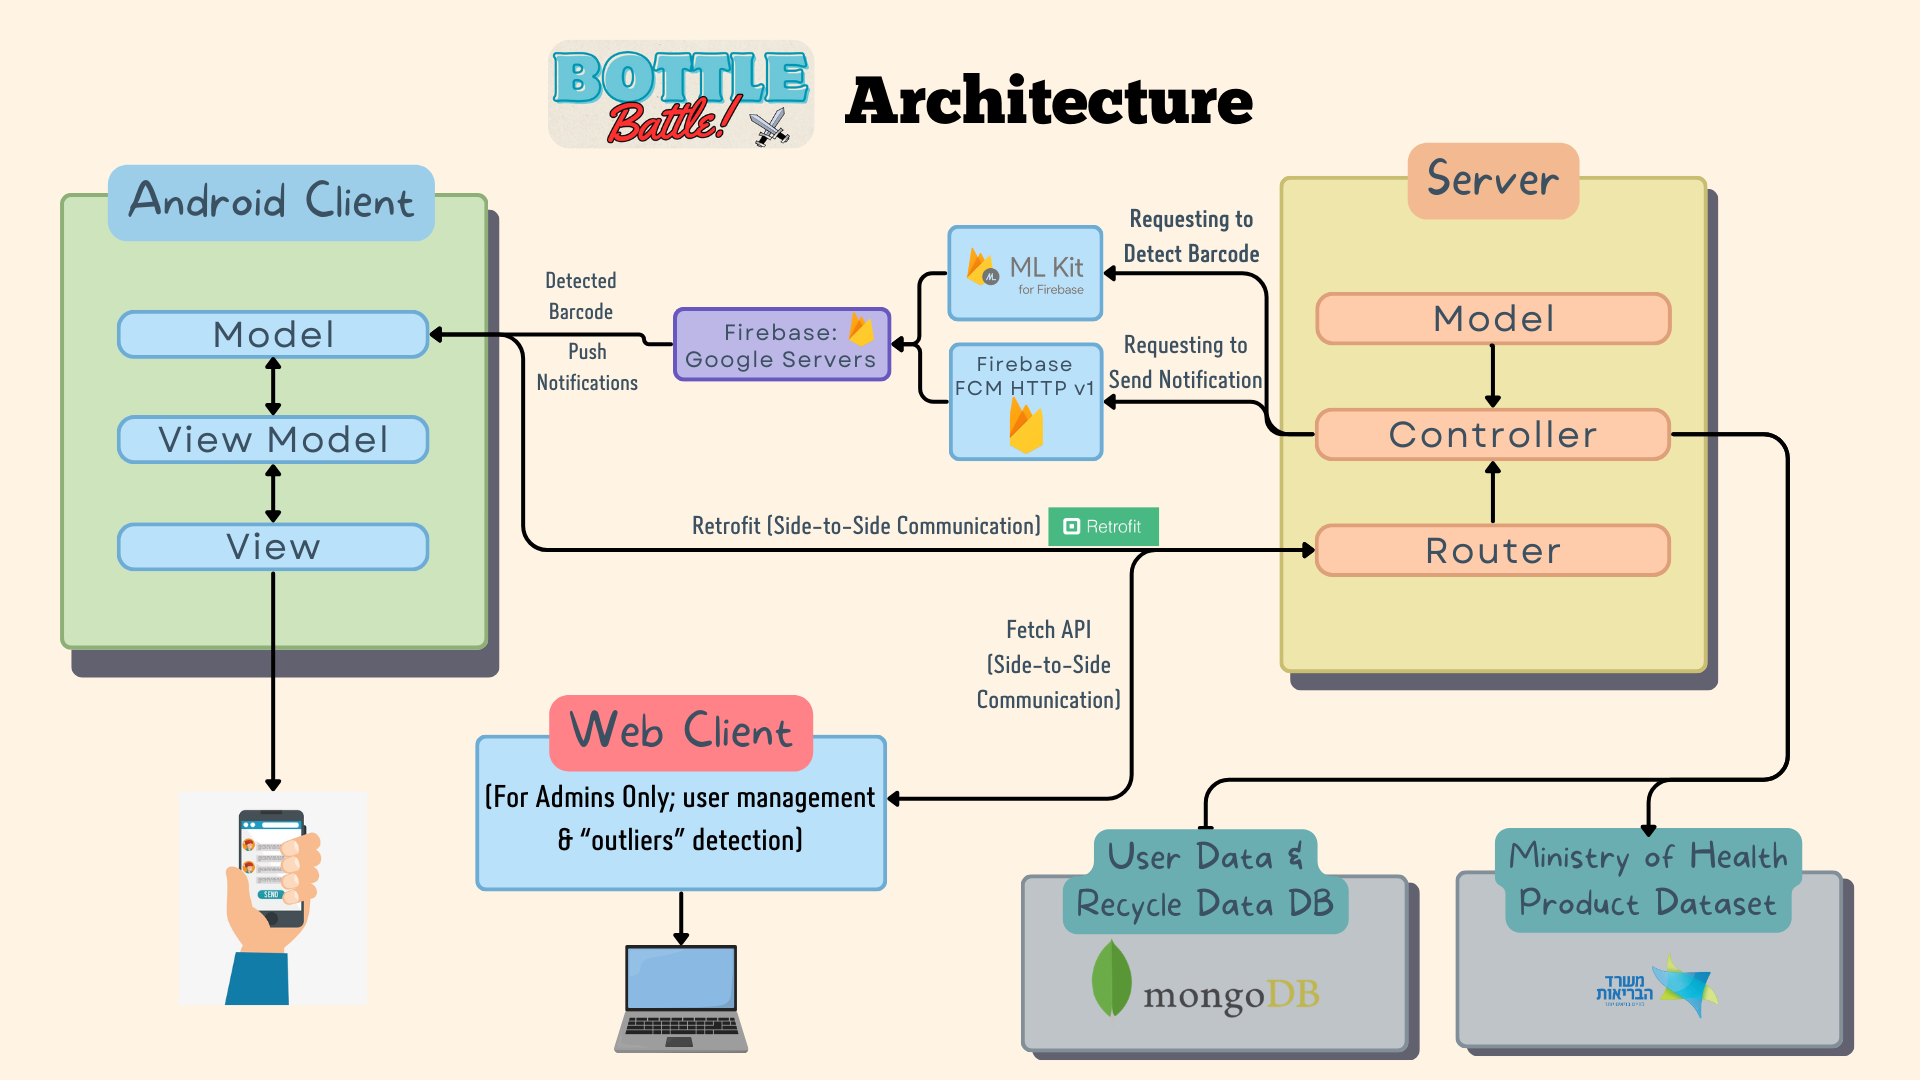 BOTTLE
Battle!
Architecture
Android Client
Model
View Model
View
Detected
Barcode
Push
Notifications
Firebase:
Google Servers
ML Kit
for Firebase
Firebase
FCM HTTP v1
Requesting to
Detect Barcode
Requesting to
Send Notification
Server
Model
Controller
Router
Retrofit (Side-to-Side Communication)
Retrofit
Fetch API
(Side-to-Side
Communication)
Web Client
(For Admins Only; user management
& “outliers” detection)
SEND
User Data &
Recycle Data DB
mongoDB
Ministry of Health
Product Dataset
משרד
הבריאות